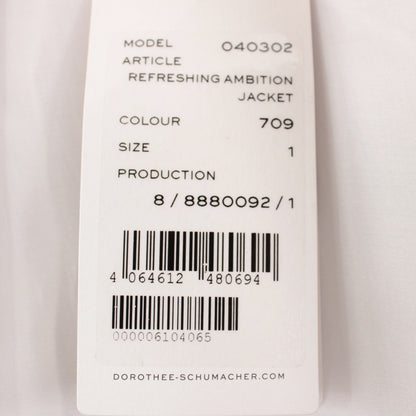 MODEL 040302
ARTICLE
REFRESHING AMBITION
JACKET
COLOUR 709
SIZE 1
PRODUCTION
8 / 8880092 / 1
4 064612 480694
000006104065
DOROTHEE-SCHUMACHER.COM